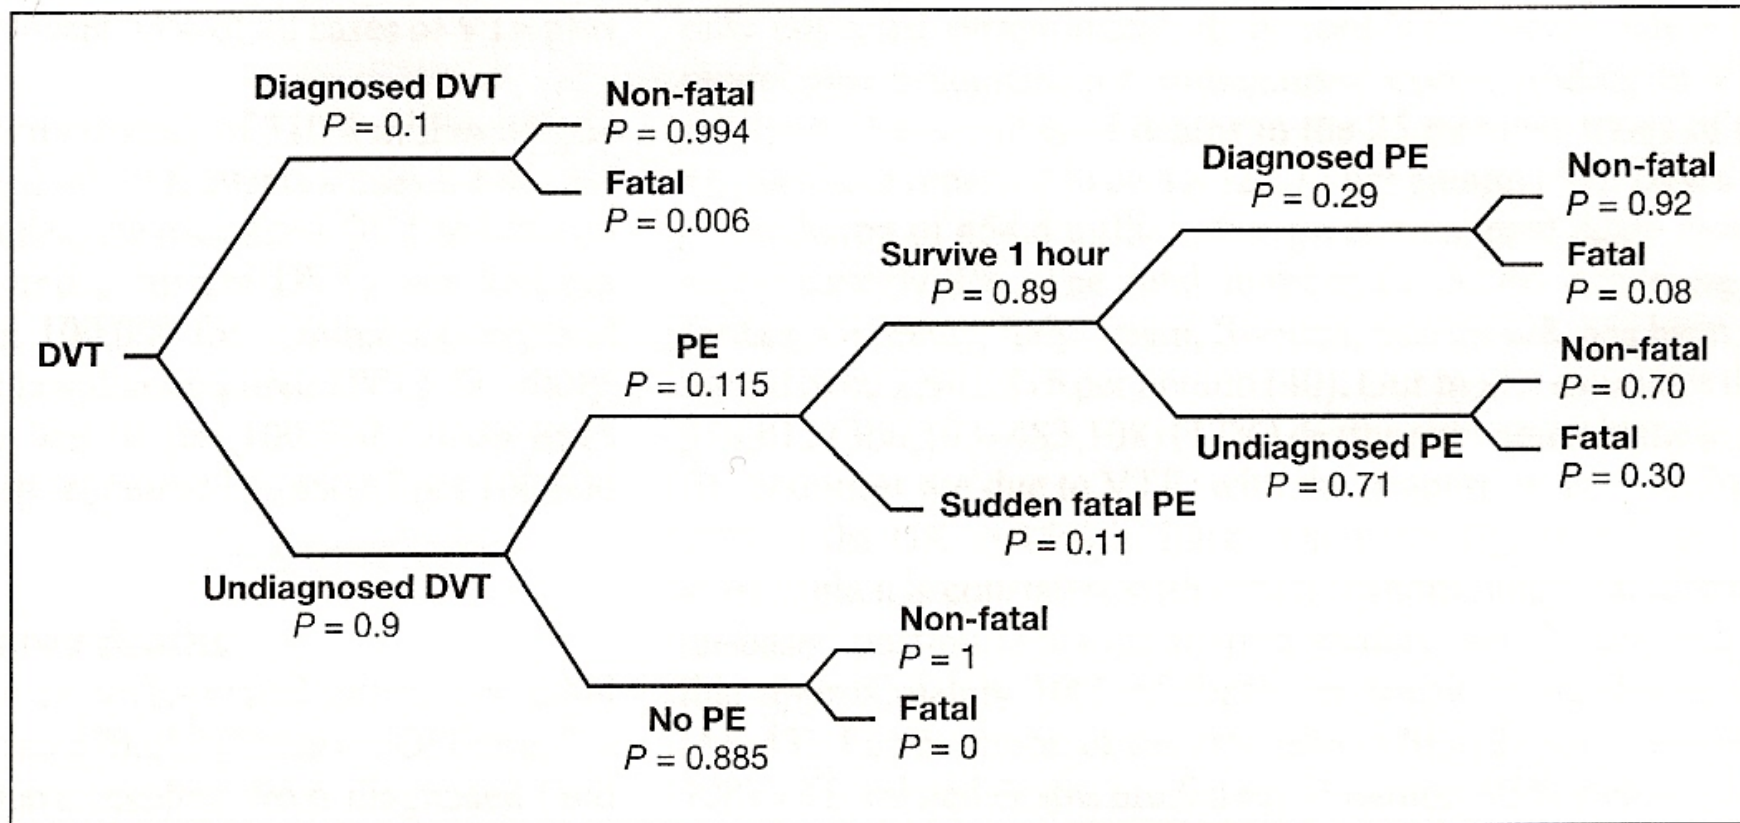 DVT
Diagnosed DVT
P = 0.1
Non-fatal
P = 0.994
Fatal
P = 0.006
Undiagnosed DVT
P = 0.9
PE
P = 0.115
Survive 1 hour
P = 0.89
Diagnosed PE
P = 0.29
Non-fatal
P = 0.92
Fatal
P = 0.08
Undiagnosed PE
P = 0.71
Non-fatal
P = 0.70
Fatal
P = 0.30
Sudden fatal PE
P = 0.11
No PE
P = 0.885
Non-fatal
P = 1
Fatal
P = 0